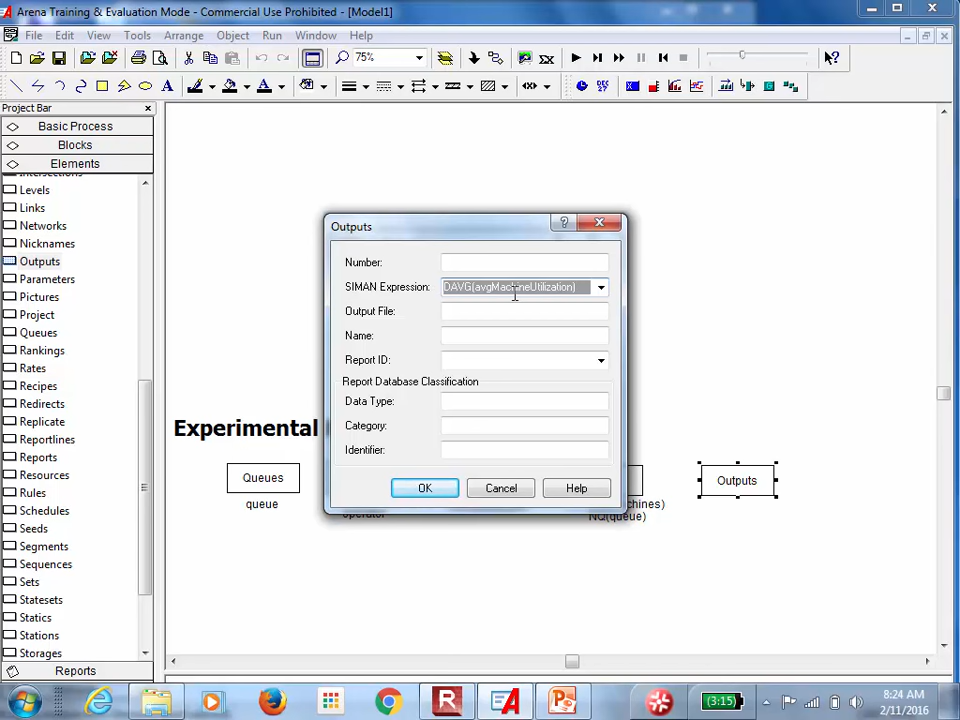 Arena Training & Evaluation Mode - Commercial Use Prohibited - [Model1]
File Edit View Tools Arrange Object Run Window Help
75%
Project Bar
Basic Process
Blocks
Elements
Levels
Links
Networks
Nicknames
Outputs
Parameters
Pictures
Project
Queues
Rankings
Rates
Recipes
Redirects
Replicate
Reportlines
Reports
Resources
Rules
Schedules
Seeds
Segments
Sequences
Sets
Statesets
Statics
Stations
Storages
Reports
Outputs
Number:
SIMAN Expression: DAVG(avgMachineUtilization)
Output File:
Name:
Report ID:
Report Database Classification
Data Type:
Category:
Identifier:
OK Cancel Help
Experimental
Queues
queue
operator
NQ(queue)
Outputs
(3:15)
8:24 AM
2/11/2016